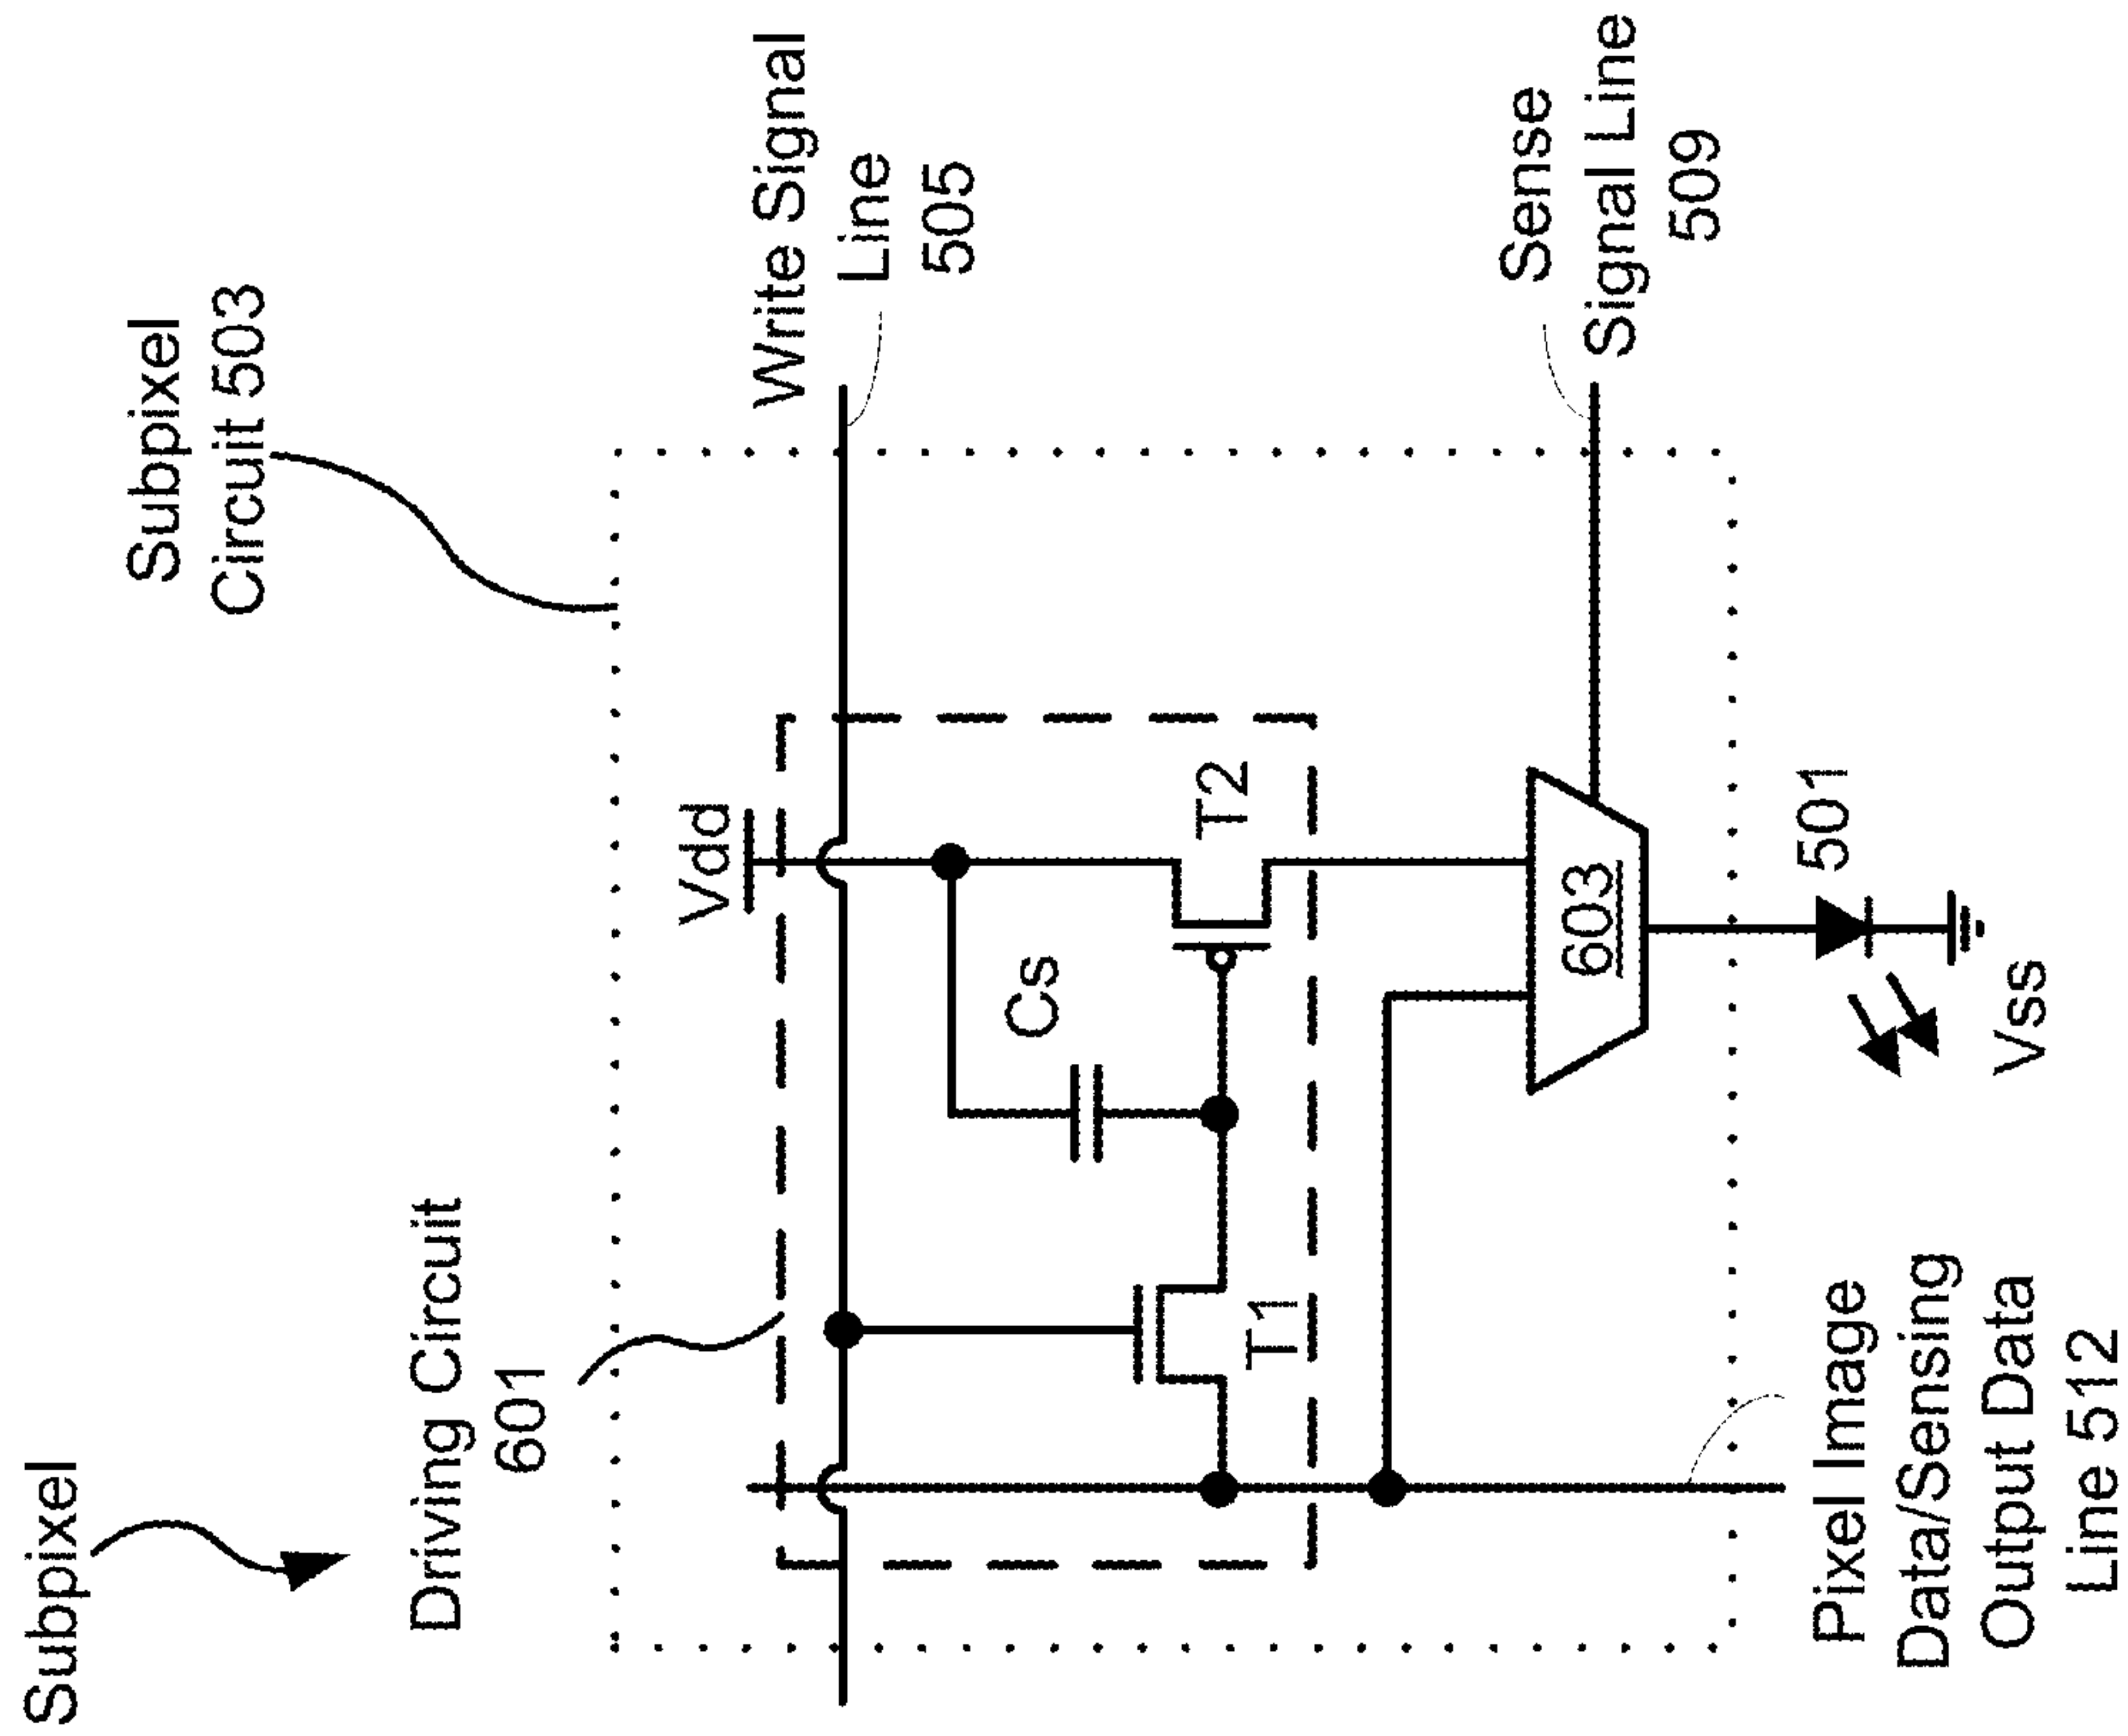 Subpixel
Driving Circuit
601
Subpixel
Circuit 503
Vdd
Write Signal
Line
505
Cs
T1
T2
603
Sense
Signal Line
509
501
Vss
Pixel Image
Data/Sensing
Output Data
Line 512